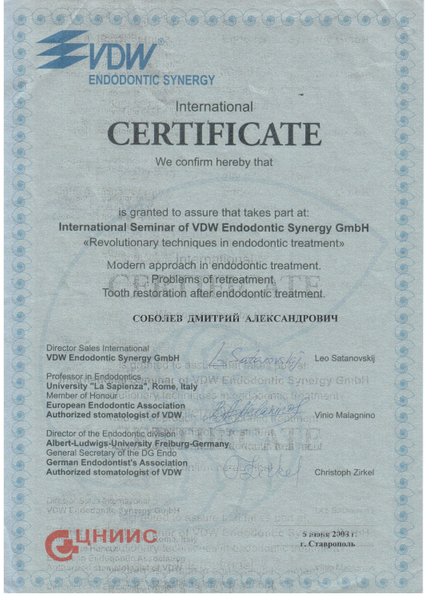 VDW®
ENDODONTIC SYNERGY
International
CERTIFICATE
We confirm hereby that
is granted to assure that takes part at:
International Seminar of VDW Endodontic Synergy GmbH
«Revolutionary techniques in endodontic treatment»
Modern approach in endodontic treatment.
Problems of retreatment.
Tooth restoration after endodontic treatment.
СОБОЛЕВ ДМИТРИЙ АЛЕКСАНДРОВИЧ
Director Sales International
VDW Endodontic Synergy GmbH
Leo Satanovskij
Professor in Endodontics
University "La Sapienza", Rome, Italy
Member of Honour
European Endodontic Association
Authorized stomatologist of VDW
Vinio Malagnino
Director of the Endodontic division
Albert-Ludwigs-University Freiburg-Germany.
General Secretary of the DG Endo
German Endodontist's Association
Authorized stomatologist of VDW
Christoph Zirkel
ЦНИИС
г. Ставрополь